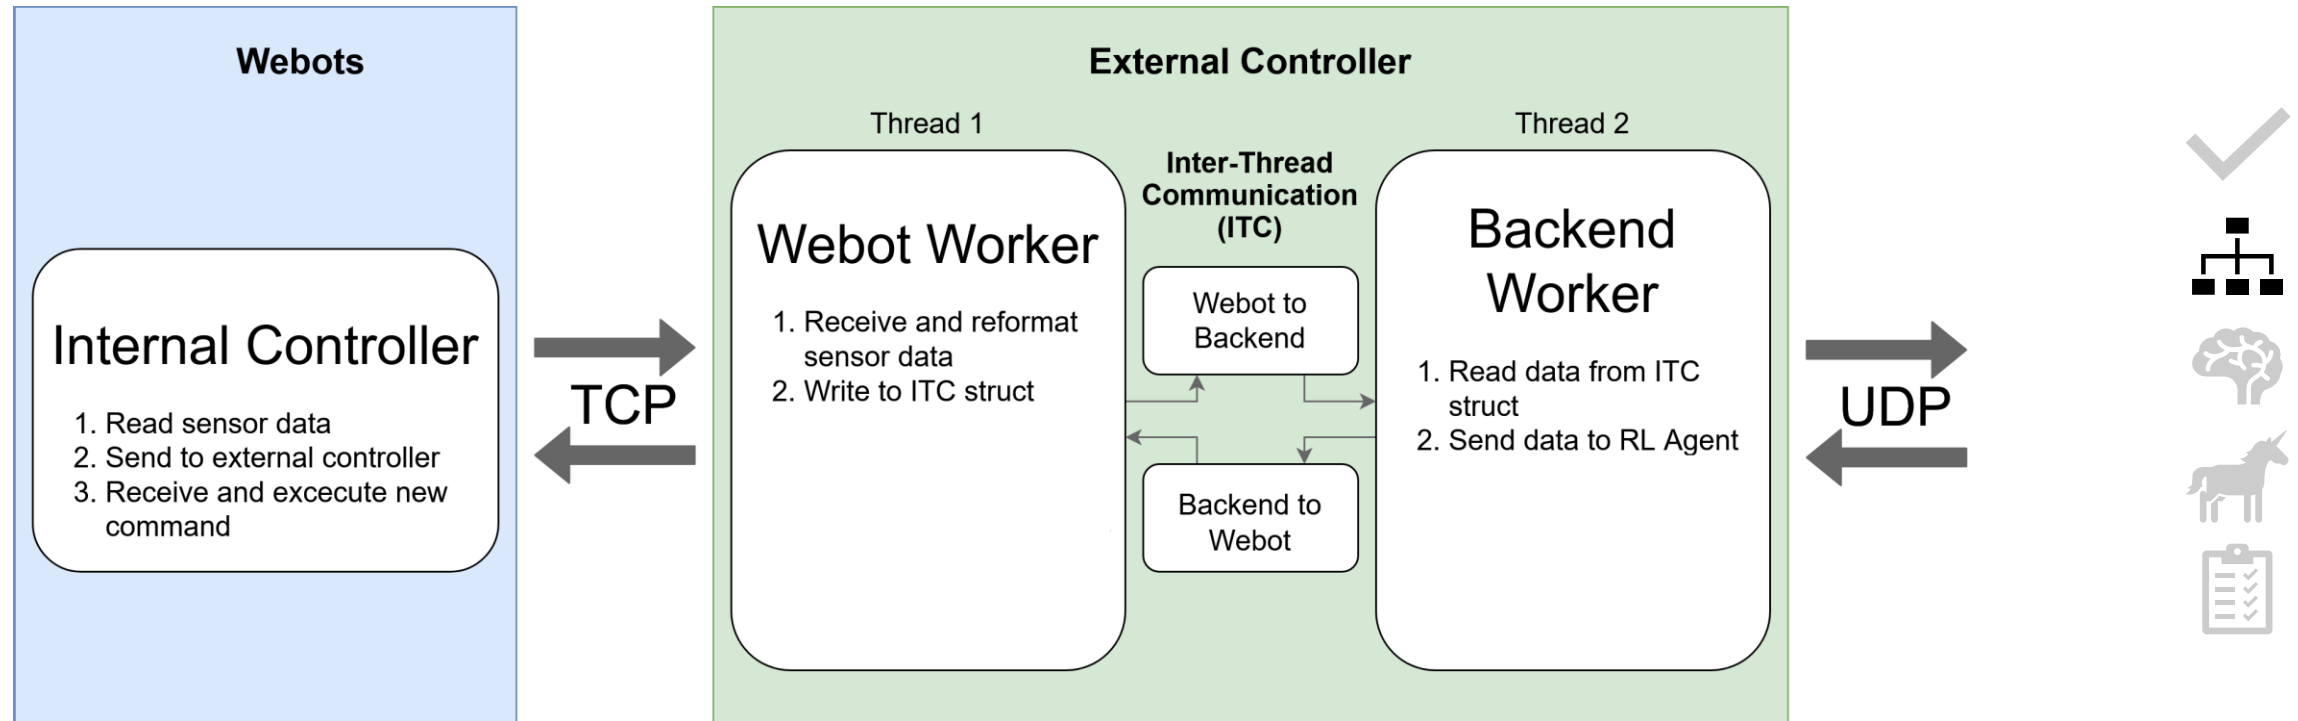 Webots
Internal Controller
1. Read sensor data
2. Send to external controller
3. Receive and excecute new
command
TCP
External Controller
Thread 1
Webot Worker
1. Receive and reformat
sensor data
2. Write to ITC struct
Inter-Thread
Communication
(ITC)
Webot to
Backend
Backend to
Webot
Thread 2
Backend
Worker
1. Read data from ITC
struct
2. Send data to RL Agent
UDP